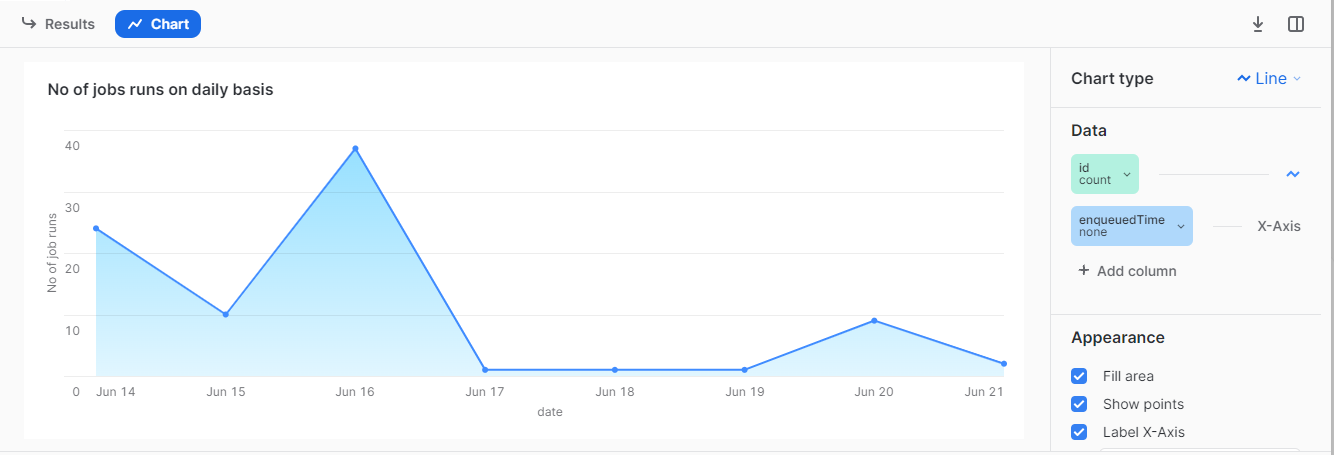 Results
Chart
No of jobs runs on daily basis
40
30
20
10
0
No of job runs
Jun 14
Jun 15
Jun 16
Jun 17
Jun 18
Jun 19
Jun 20
Jun 21
date
Chart type
Line
Data
id
count
enqueuedTime
none
X-Axis
+ Add column
Appearance
Fill area
Show points
Label X-Axis